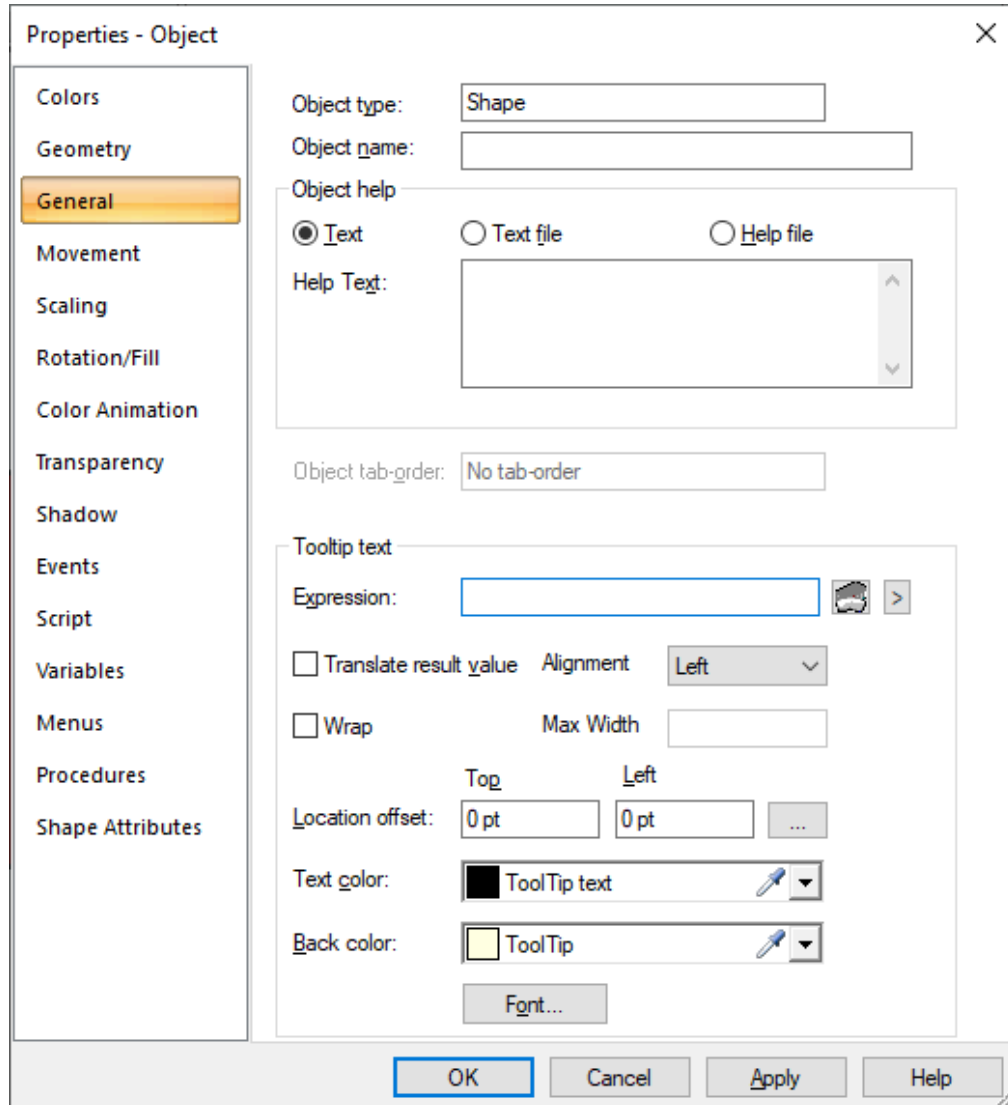 Properties - Object
Colors
Geometry
General
Movement
Scaling
Rotation/Fill
Color Animation
Transparency
Shadow
Events
Script
Variables
Menus
Procedures
Shape Attributes
Object type: Shape
Object name:
Object help
Text Text file Help file
Help Text:
Object tab-order: No tab-order
Tooltip text
Expression: >
Translate result value Alignment Left
Wrap Max Width
Top Left
Location offset: 0 pt 0 pt ...
Text color: ToolTip text
Back color: ToolTip
Font...
OK Cancel Apply Help